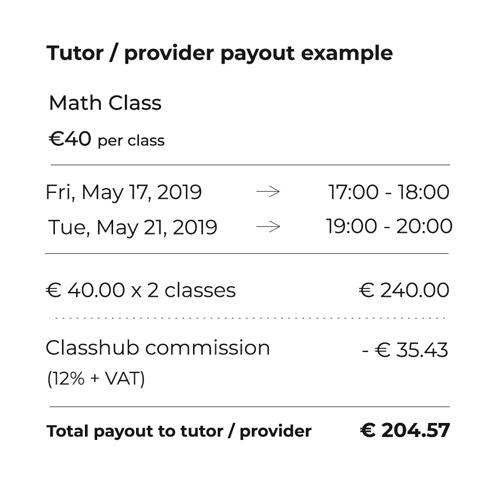 Tutor / provider payout example
Math Class
€40 per class
Fri, May 17, 2019 → 17:00 - 18:00
Tue, May 21, 2019 → 19:00 - 20:00
€ 40.00 x 2 classes € 240.00
Classhub commission - € 35.43
(12% + VAT)
Total payout to tutor / provider € 204.57